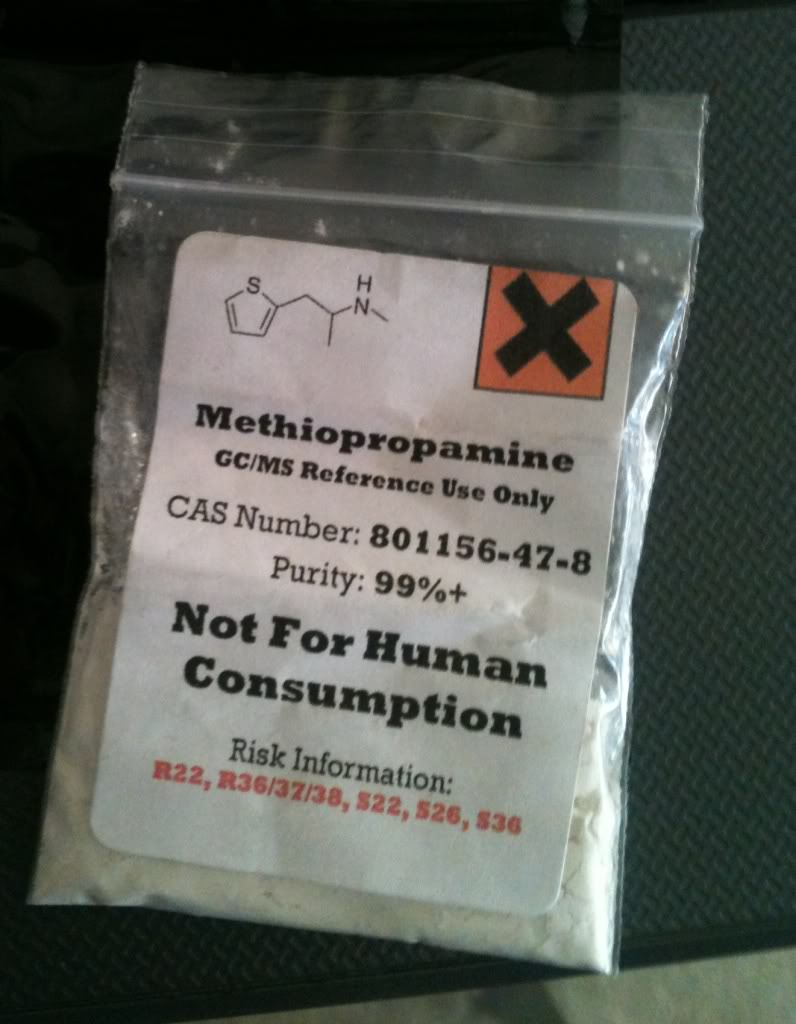 S
H
N
Methiopropamine
GC/MS Reference Use Only
CAS Number: 801156-47-8
Purity: 99%+
Not For Human
Consumption
Risk Information:
R22, R36/37/38, S22, S26, S36